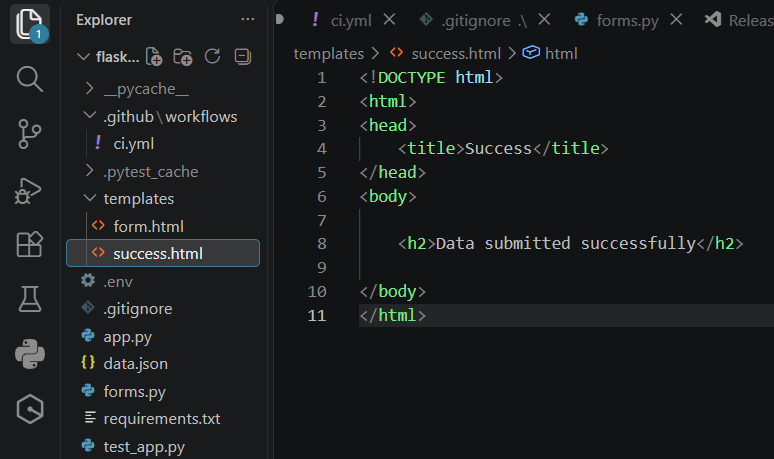 1
Explorer
flask...
__pycache__
.github\workflows
! ci.yml
.pytest_cache
templates
<> form.html
<> success.html
.env
.gitignore
app.py
{} data.json
forms.py
requirements.txt
test_app.py
! ci.yml .gitignore .\ forms.py Releas
templates > <> success.html > html
1 <!DOCTYPE html>
2 <html>
3 <head>
4 <title>Success</title>
5 </head>
6 <body>
7
8 <h2>Data submitted successfully</h2>
9
10 </body>
11 </html>